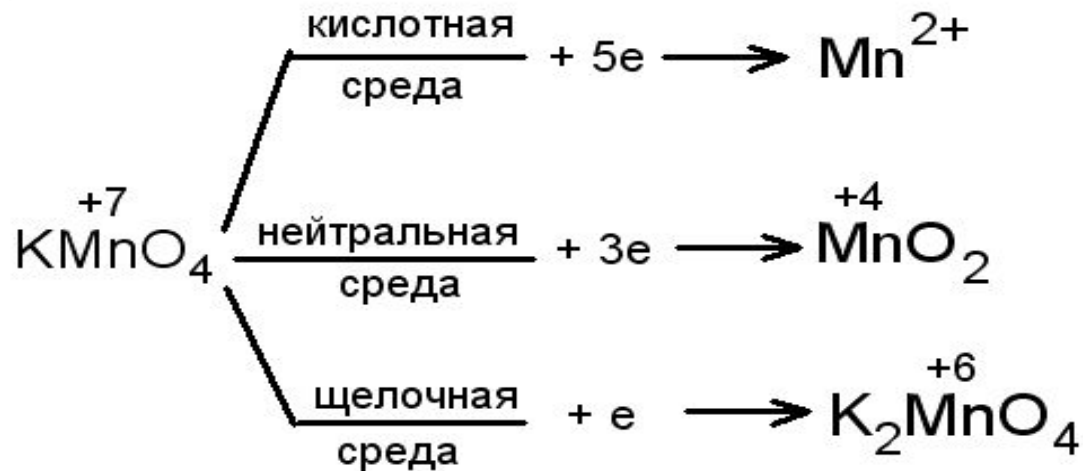 кислотная
среда + 5e → Mn²⁺
+7
KMnO₄
нейтральная
среда + 3e → MnO₂
+4
щелочная
среда + e → K₂MnO₄
+6